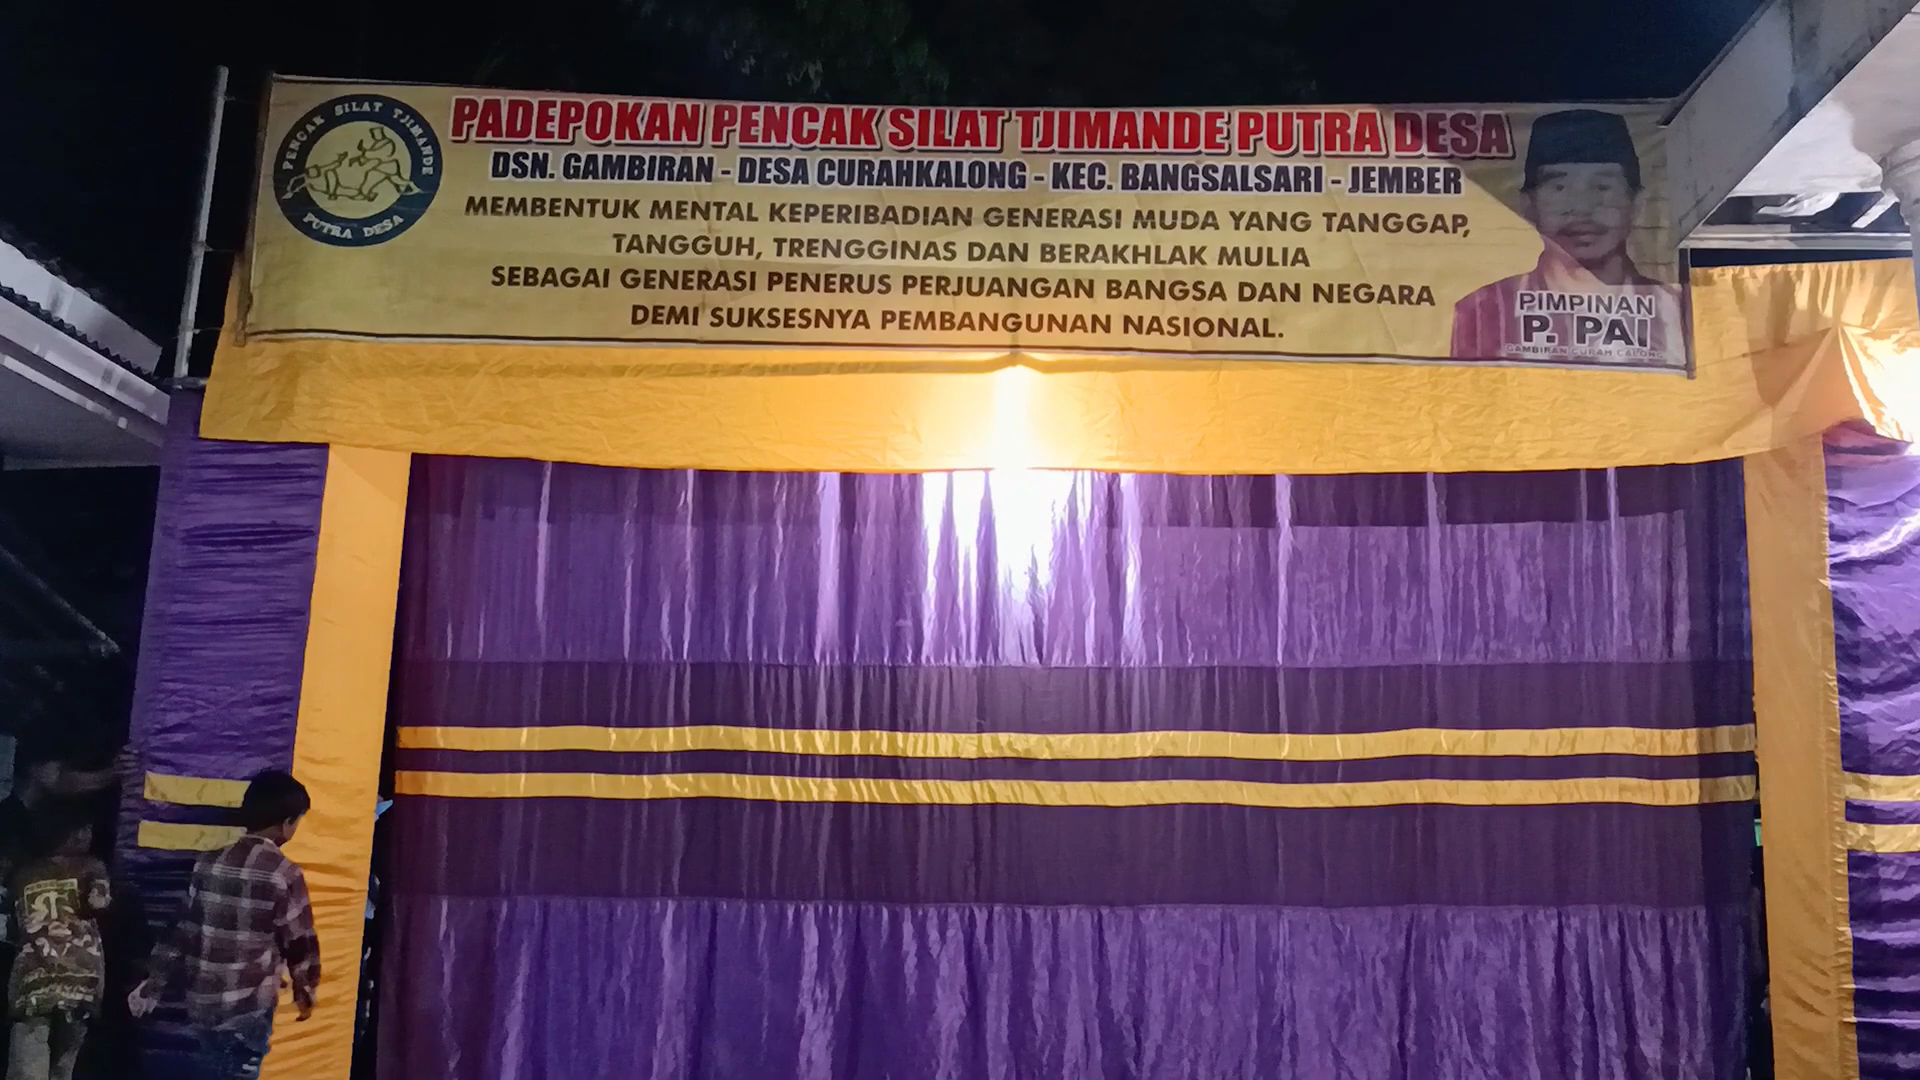 PENCAK SILAT TJIMANDE
PUTRA DESA
PADEPOKAN PENCAK SILAT TJIMANDE PUTRA DESA
DSN. GAMBIRAN - DESA CURAHKALONG - KEC. BANGSALSARI - JEMBER
MEMBENTUK MENTAL KEPERIBADIAN GENERASI MUDA YANG TANGGAP,
TANGGUH, TRENGGINAS DAN BERAKHLAK MULIA
SEBAGAI GENERASI PENERUS PERJUANGAN BANGSA DAN NEGARA
DEMI SUKSESNYA PEMBANGUNAN NASIONAL.
PIMPINAN
P. PAI
GAMBIRAN CURAH CALONG